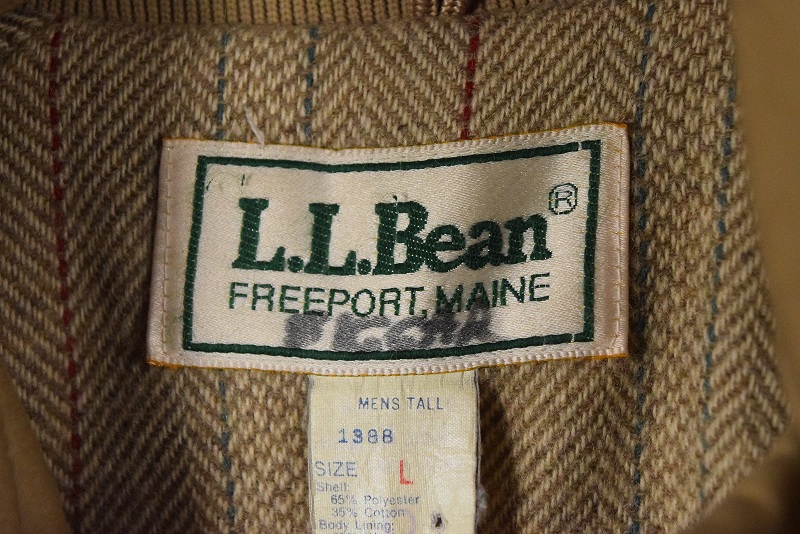 L.L.Bean®
FREEPORT, MAINE
MENS TALL
1388
SIZE L
Shell:
65% Polyester
35% Cotton
Body Lining: